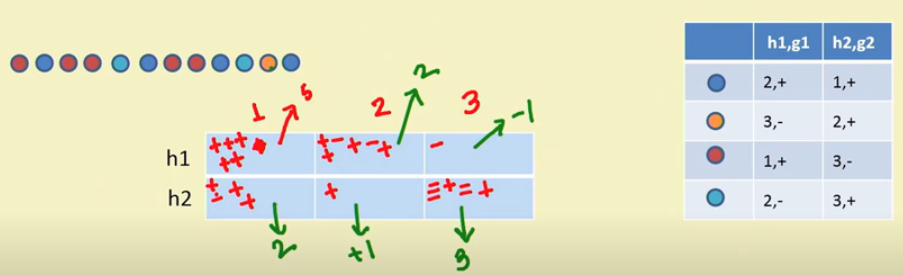 h1,g1 h2,g2
2,+ 1,+
3,- 2,+
1,+ 3,-
2,- 3,+
1 5 2 2 3 -1
h1 +++ ++ +-+-+ + -
h2
2 +1 3